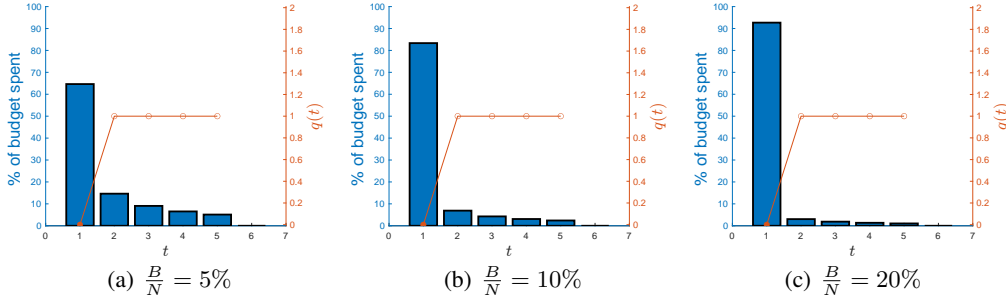 100 90 80 70 60 50 40 30 20 10 0
% of budget spent
2 1.8 1.6 1.4 1.2 1 0.8 0.6 0.4 0.2 0
q(t)
0 1 2 3 4 5 6 7
t
(a) B/N = 5%
100 90 80 70 60 50 40 30 20 10 0
% of budget spent
2 1.8 1.6 1.4 1.2 1 0.8 0.6 0.4 0.2 0
q(t)
0 1 2 3 4 5 6 7
t
(b) B/N = 10%
100 90 80 70 60 50 40 30 20 10 0
% of budget spent
2 1.8 1.6 1.4 1.2 1 0.8 0.6 0.4 0.2 0
q(t)
0 1 2 3 4 5 6 7
t
(c) B/N = 20%